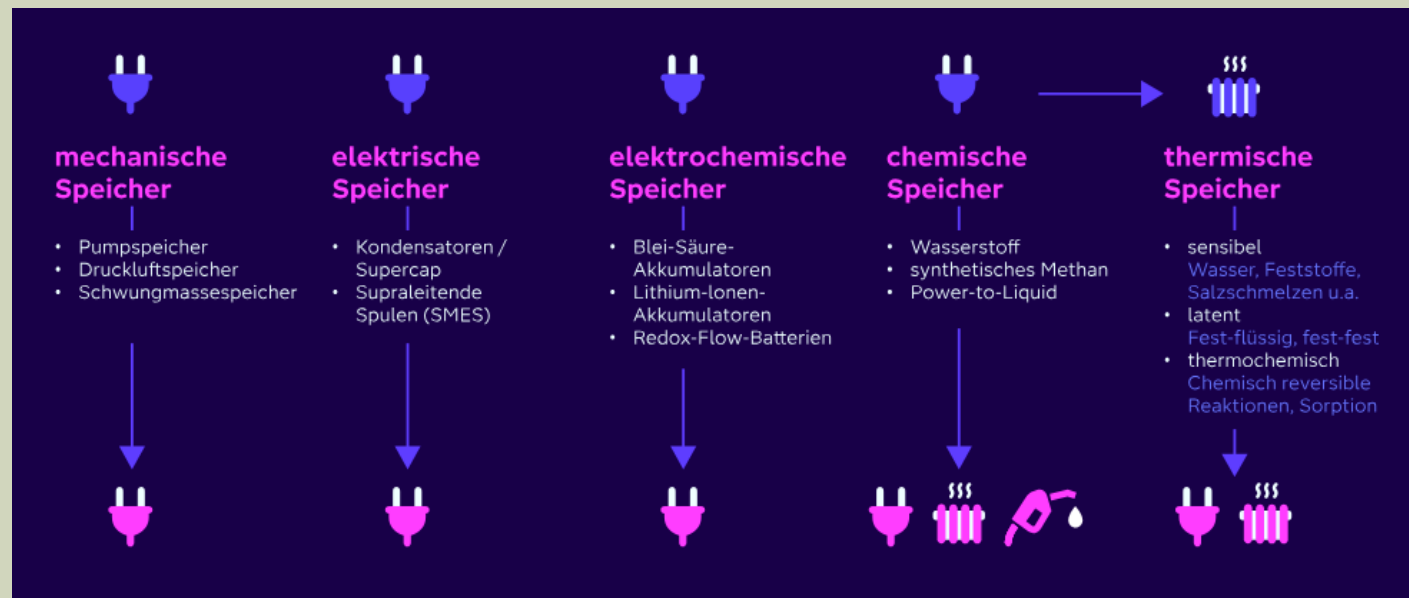 mechanische
Speicher
• Pumpspeicher
• Druckluftspeicher
• Schwungmassespeicher
elektrische
Speicher
• Kondensatoren /
Supercap
• Supraleitende
Spulen (SMES)
elektrochemische
Speicher
• Blei-Säure-
Akkumulatoren
• Lithium-Ionen-
Akkumulatoren
• Redox-Flow-Batterien
chemische
Speicher
• Wasserstoff
• synthetisches Methan
• Power-to-Liquid
thermische
Speicher
• sensibel
Wasser, Feststoffe,
Salzschmelzen u.a.
• latent
Fest-flüssig, fest-fest
• thermochemisch
Chemisch reversible
Reaktionen, Sorption